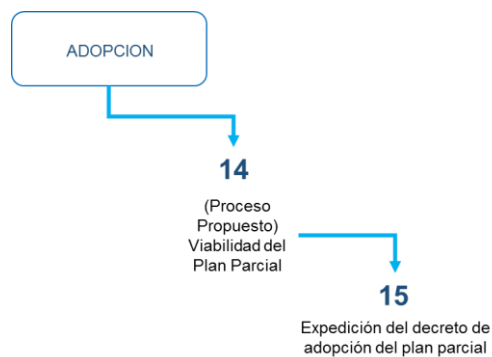 ADOPCION
14
(Proceso
Propuesto)
Viabilidad del
Plan Parcial
15
Expedición del decreto de
adopción del plan parcial